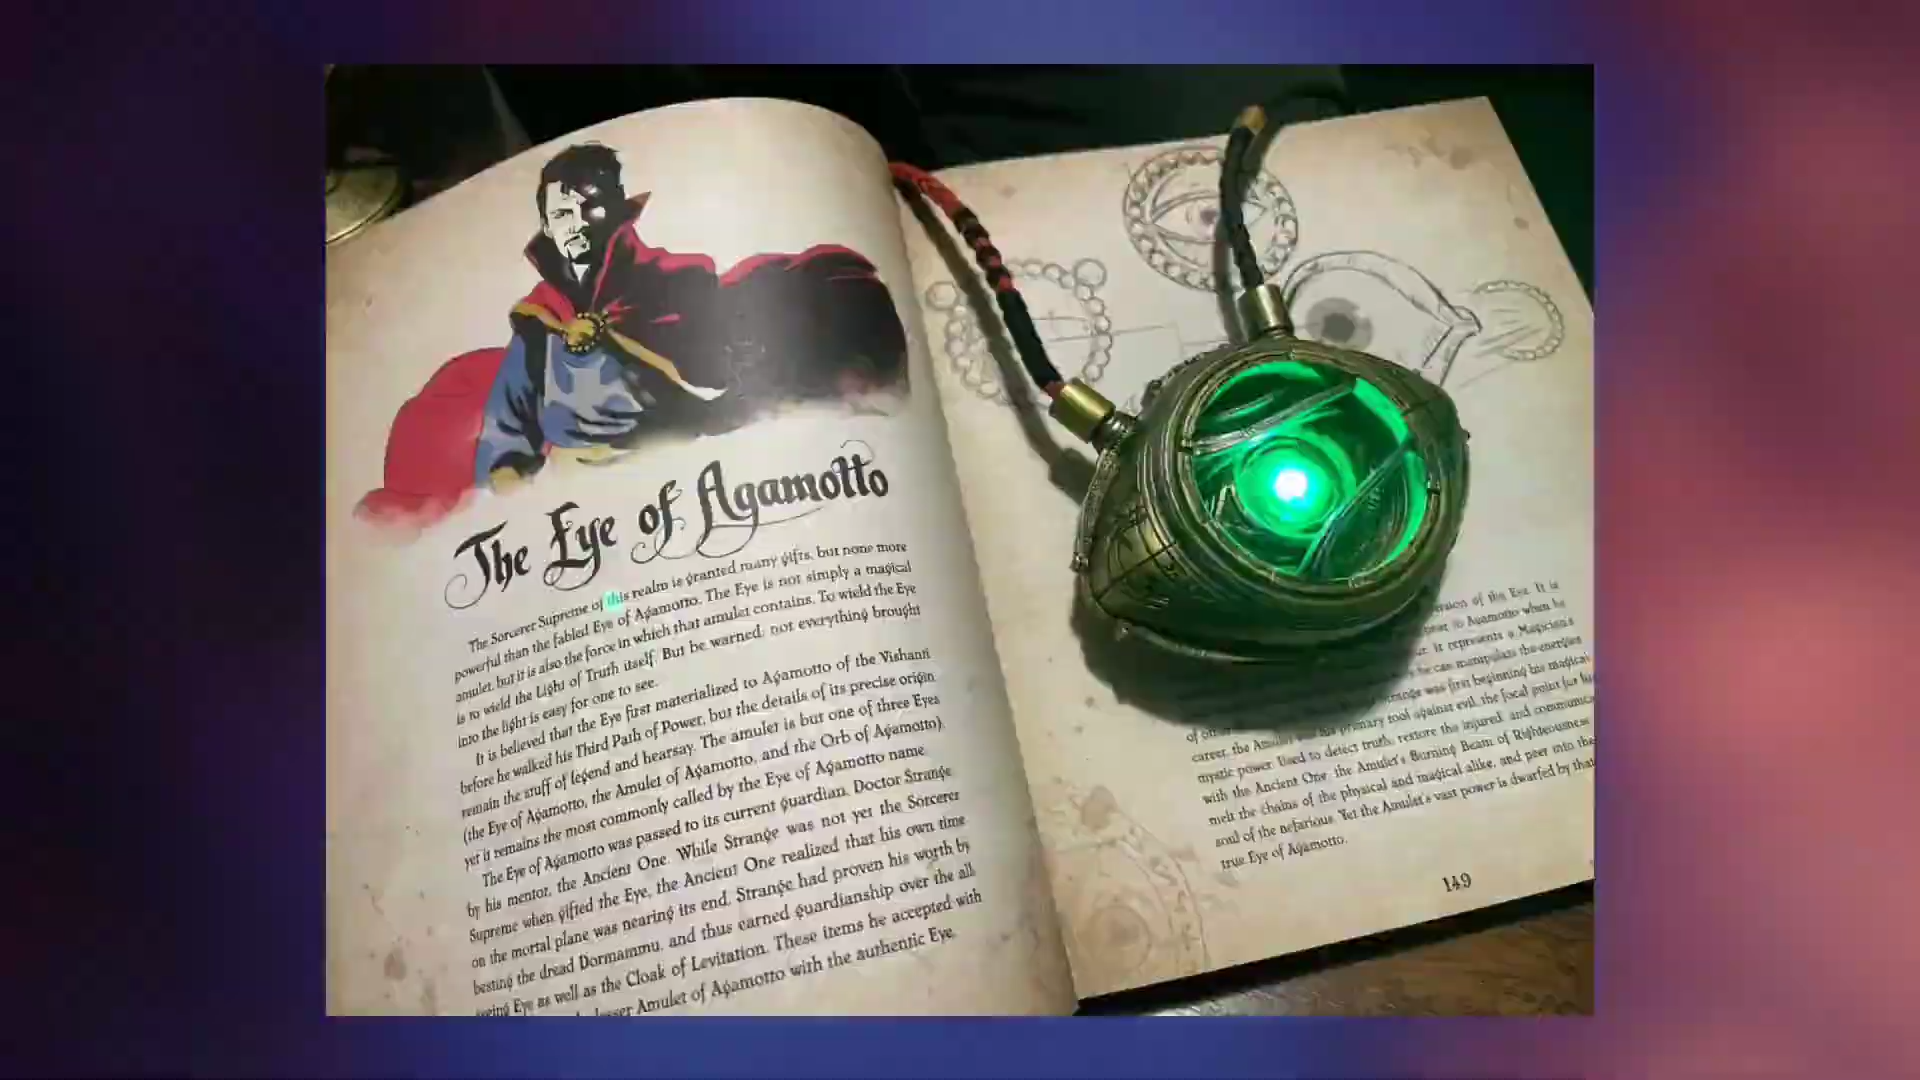 The Eye of Agamotto
The Sorcerer Supreme of this realm is granted many gifts, but none more
powerful than the fabled Eye of Agamotto. The Eye is not simply a magical
amulet, but it is also the force in which that amulet contains. To wield the Eye
is to wield the Light of Truth itself. But be warned: not everything brought
into the light is easy for one to see.
It is believed that the Eye first materialized to Agamotto of the Vishanti
before he walked his Third Path of Power, but the details of its precise origin
remain the stuff of legend and hearsay. The amulet is but one of three Eyes
(the Eye of Agamotto, the Amulet of Agamotto, and the Orb of Agamotto),
yet it remains the most commonly called by the Eye of Agamotto name.
The Eye of Agamotto was passed to its current guardian, Doctor Strange,
by his mentor, the Ancient One. While Strange was not yet the Sorcerer
Supreme when gifted the Eye, the Ancient One realized that his own time
on the mortal plane was nearing its end. Strange had proven his worth by
besting the dread Dormammu, and thus earned guardianship over the all
seeing Eye as well as the Cloak of Levitation. These items he accepted with
lesser Amulet of Agamotto with the authentic Eye.
version of the Eye. It is
to Agamotto when he
it represents a Magician's
he can manipulate the energies
Strange was first beginning his magical
career, the his primary tool against evil, the focal point for his
mystic power. Used to detect truth, restore the injured, and
with the Ancient One, the Amulet's Burning Beam of Righteousness
melt the chains of the physical and magical alike, and peer into the
soul of the nefarious. Yet the Amulet's vast power is dwarfed by that
true Eye of Agamotto.
149